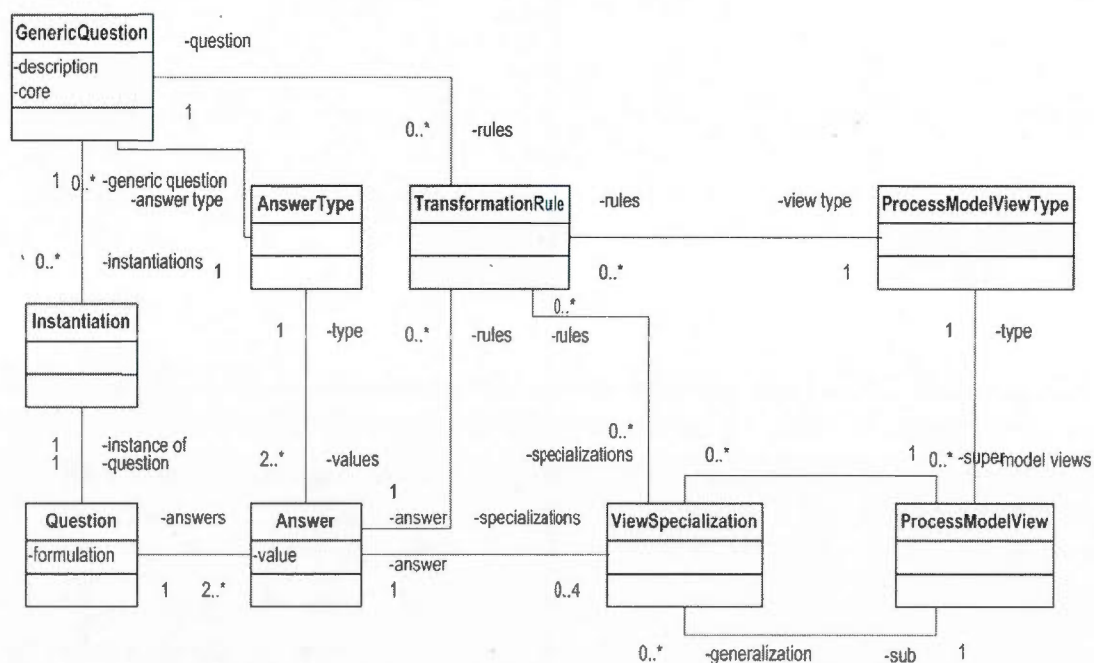 GenericQuestion
-description
-core
-question
1
0..*
-rules
1
0..*
-generic question
-answer type
AnswerType
TransformationRule
-rules
-view type
ProcessModelViewType
0..*
-instantiations
1
0..*
1
Instantiation
1
-type
0..*
-rules
0..*
-rules
1
-type
1
-instance of
1
-question
2..*
-values
1
0..*
-specializations
0..*
1
0..*
-super
-model views
Question
-formulation
-answers
Answer
-value
-answer
-specializations
-answer
ViewSpecialization
ProcessModelView
1
2..*
1
0..4
0..*
-generalization
-sub
1